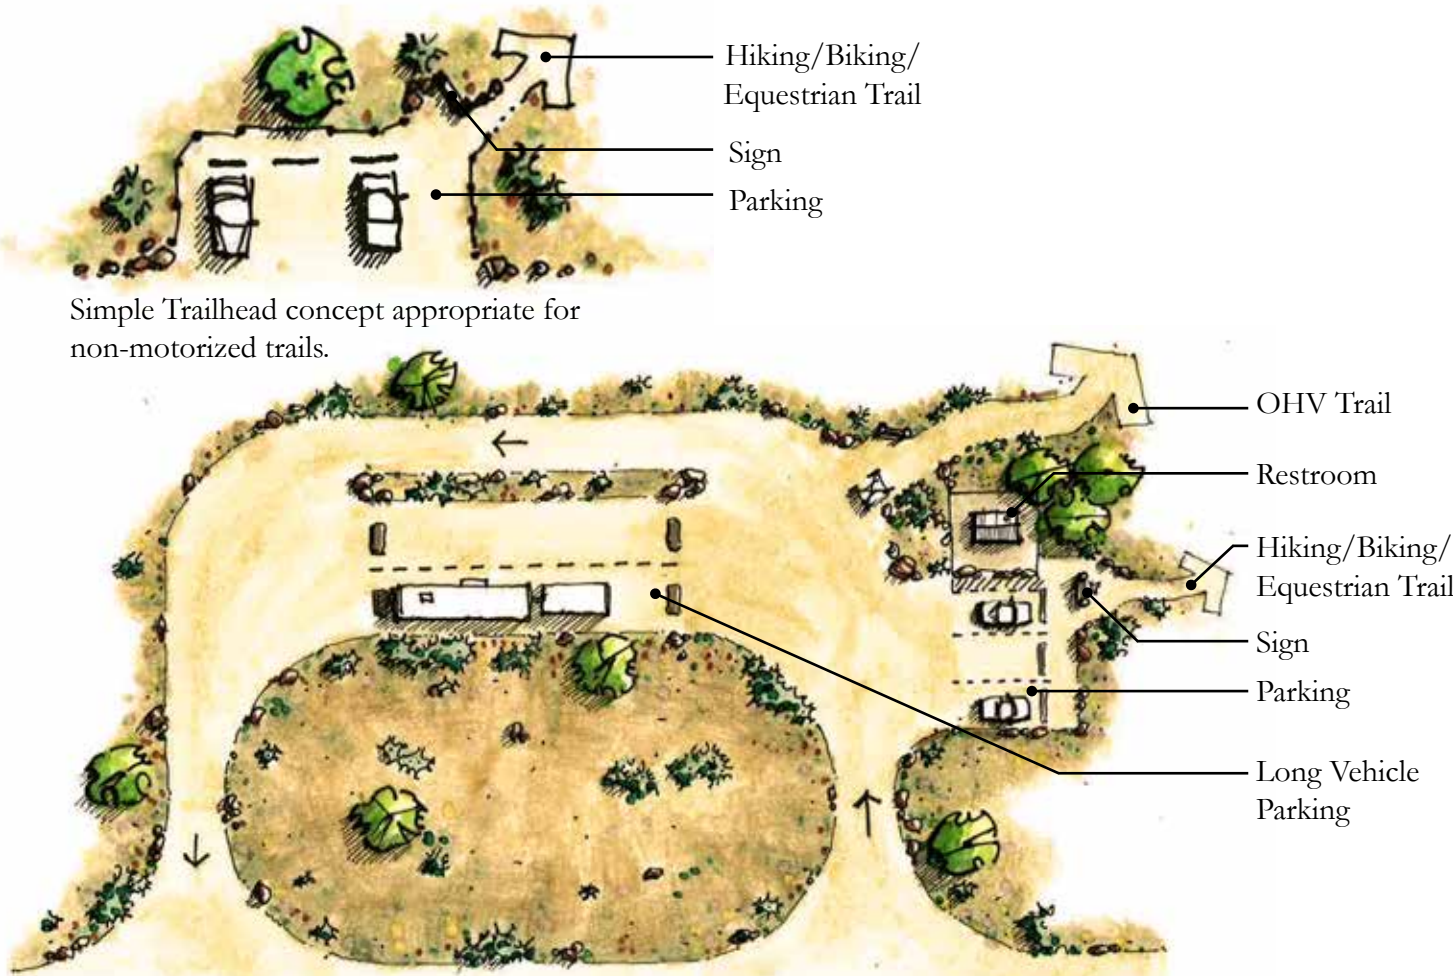 Hiking/Biking/
Equestrian Trail
Sign
Parking
Simple Trailhead concept appropriate for
non-motorized trails.
OHV Trail
Restroom
Hiking/Biking/
Equestrian Trail
Sign
Parking
Long Vehicle
Parking